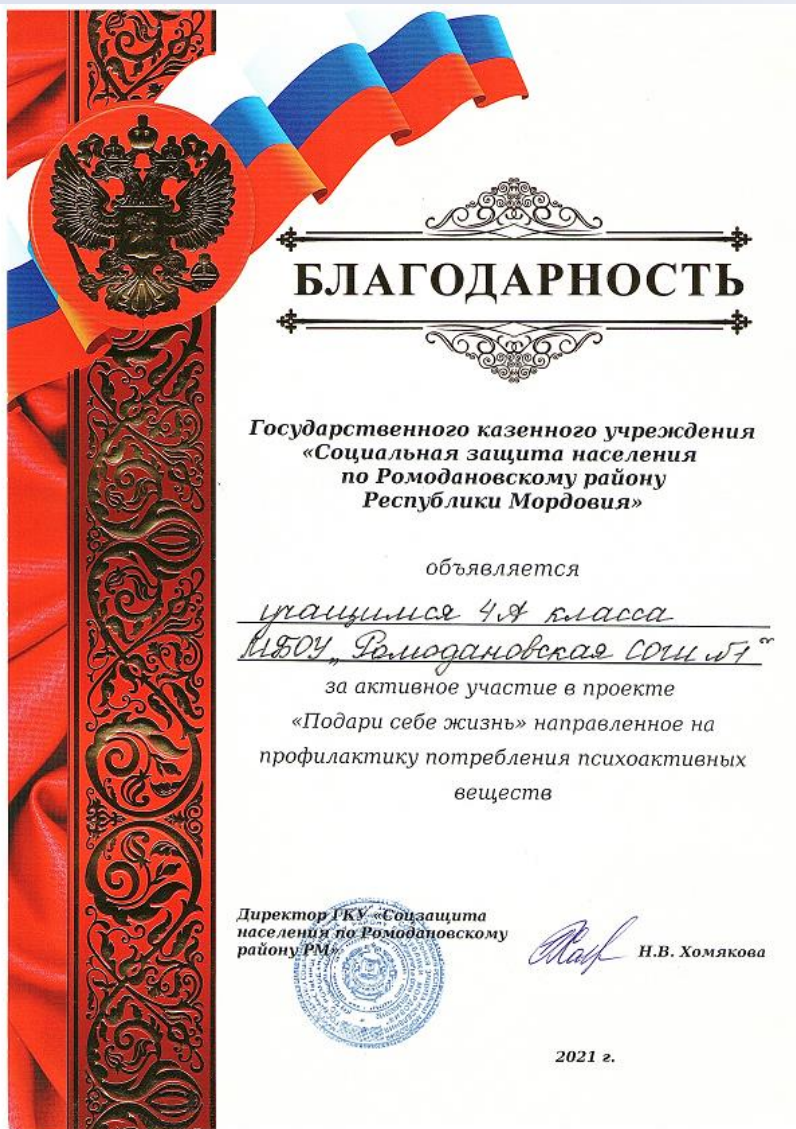 БЛАГОДАРНОСТЬ
Государственного казенного учреждения
«Социальная защита населения
по Ромодановскому району
Республики Мордовия»
объявляется
учащимся 4А класса
МБОУ „Ромодановская СОШ №1“
за активное участие в проекте
«Подари себе жизнь» направленное на
профилактику потребления психоактивных
веществ
Директор ГКУ «Соцзащита
населения по Ромодановскому
району РМ»
Н.В. Хомякова
2021 г.